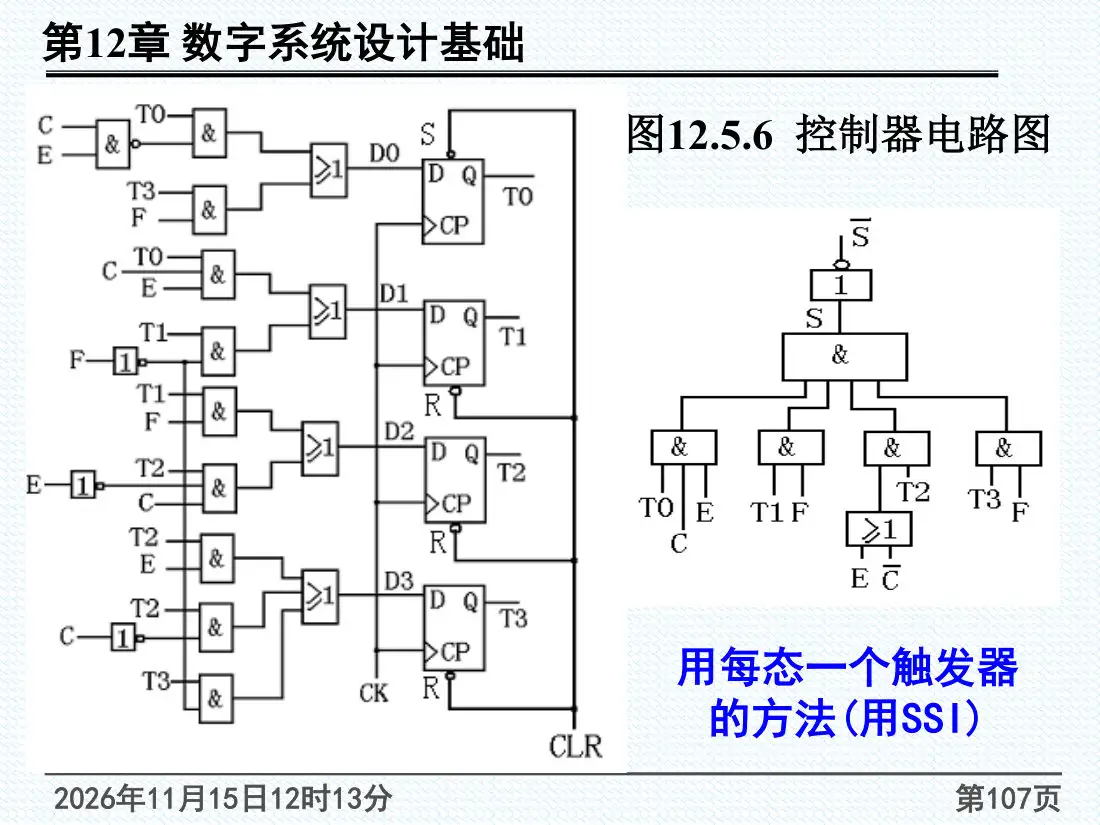 第12章 数字系统设计基础
图12.5.6 控制器电路图
C
E
&
T0
&
T3
F
&
≥1
D0
S
D Q
CP
T0
T0
C
E
&
T1
F
1
&
≥1
D1
D Q
CP
T1
R
T1
F
&
T2
E
1
C
&
≥1
D2
D Q
CP
T2
R
T2
E
&
T2
C
1
&
T3
&
≥1
D3
D Q
CP
T3
R
CK
CLR
S̅
1
S
&
& & & &
T0 C E
T1 F
T2
T3 F
≥1
E C̅
用每态一个触发器
的方法(用SSI)
2026年11月15日12时13分
第107页